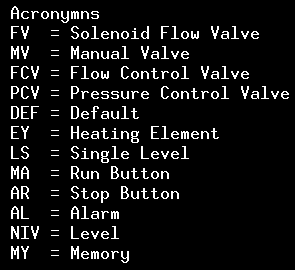 Acronymns
FV = Solenoid Flow Valve
MV = Manual Valve
FCV = Flow Control Valve
PCV = Pressure Control Valve
DEF = Default
EY = Heating Element
LS = Single Level
MA = Run Button
AR = Stop Button
AL = Alarm
NIV = Level
MY = Memory